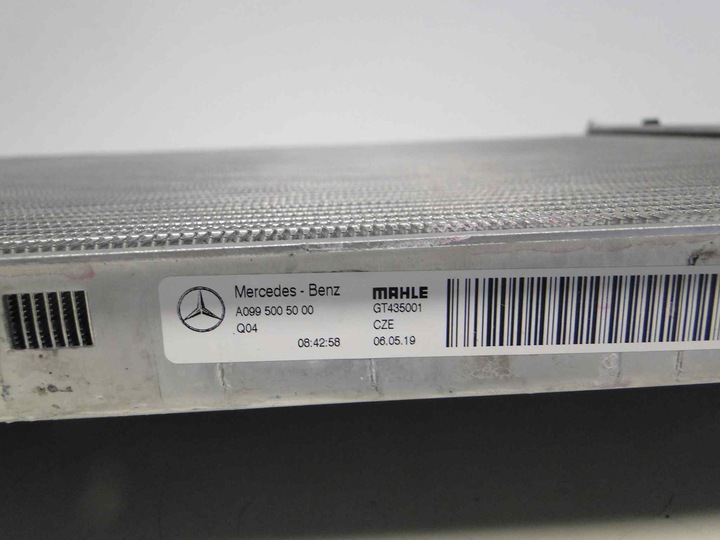 Mercedes - Benz
A099 500 50 00
Q04
08:42:58
MAHLE
GT435001
CZE
06.05.19